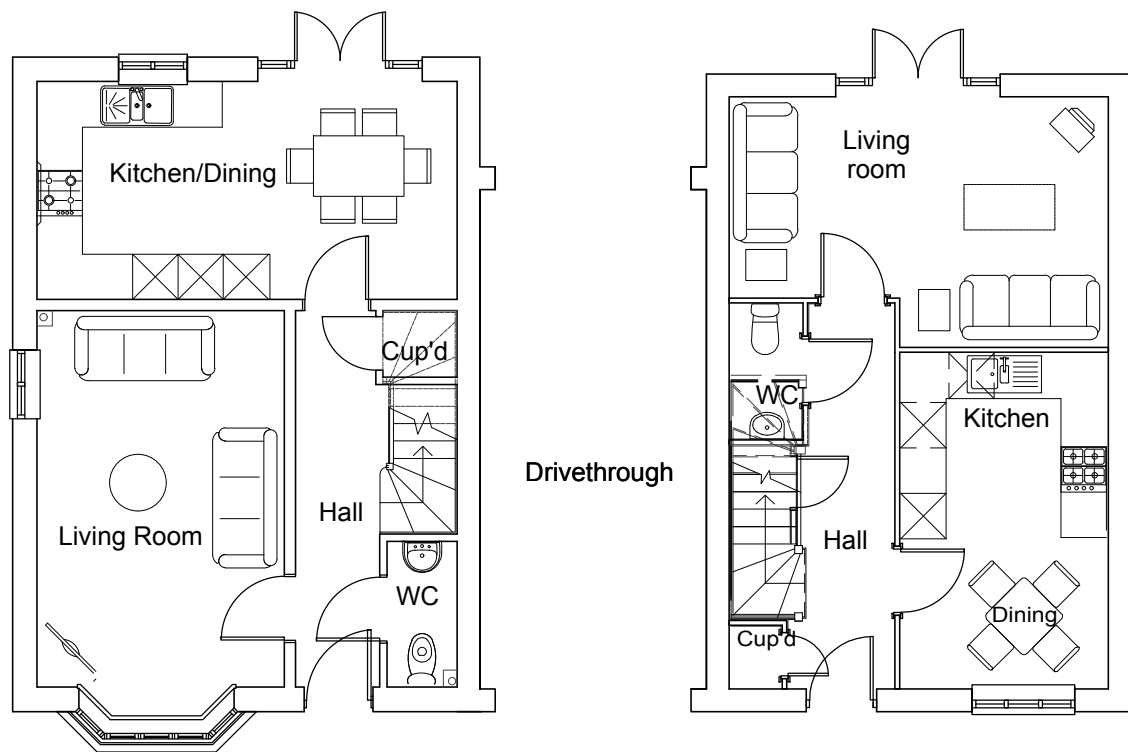 Kitchen/Dining
Cup'd
Hall
Living Room
WC
Drivethrough
Living
room
WC
Kitchen
Hall
Dining
Cup'd